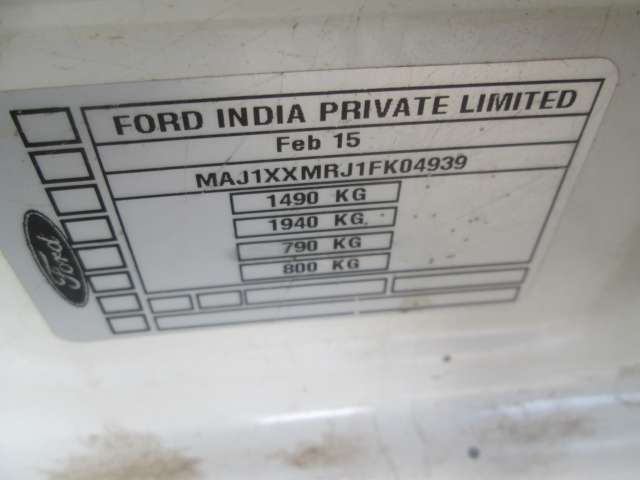 FORD INDIA PRIVATE LIMITED
Feb 15
MAJ1XXMRJ1FK04939
1490 KG
1940 KG
790 KG
800 KG
Ford